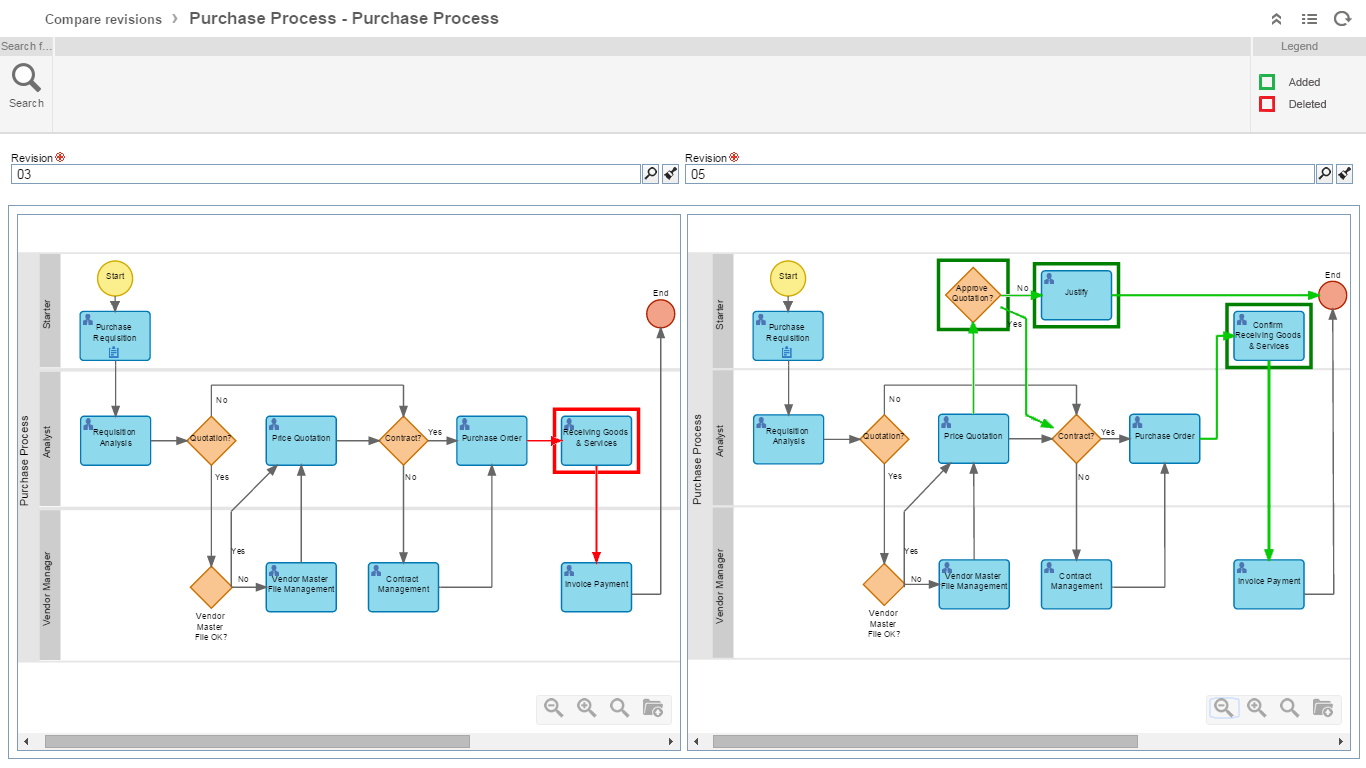 Compare revisions › Purchase Process - Purchase Process
Search f...
Legend
Search
Added
Deleted
Revision
03
Revision
05
Purchase Process
Starter
Analyst
Vendor Manager
Start
Purchase
Requisition
End
Requisition
Analysis
Quotation?
No
Yes
Price Quotation
Contract?
Yes
No
Purchase Order
Receiving Goods
& Services
Yes
No
Vendor
Master
File OK?
Vendor Master
File Management
Contract
Management
Invoice Payment
Purchase Process
Starter
Analyst
Vendor Manager
Start
Purchase
Requisition
Approve
Quotation?
No
Yes
Justify
End
Confirm
Receiving Goods
& Services
Requisition
Analysis
Quotation?
No
Yes
Price Quotation
Contract?
Yes
No
Purchase Order
Yes
No
Vendor
Master
File OK?
Vendor Master
File Management
Contract
Management
Invoice Payment